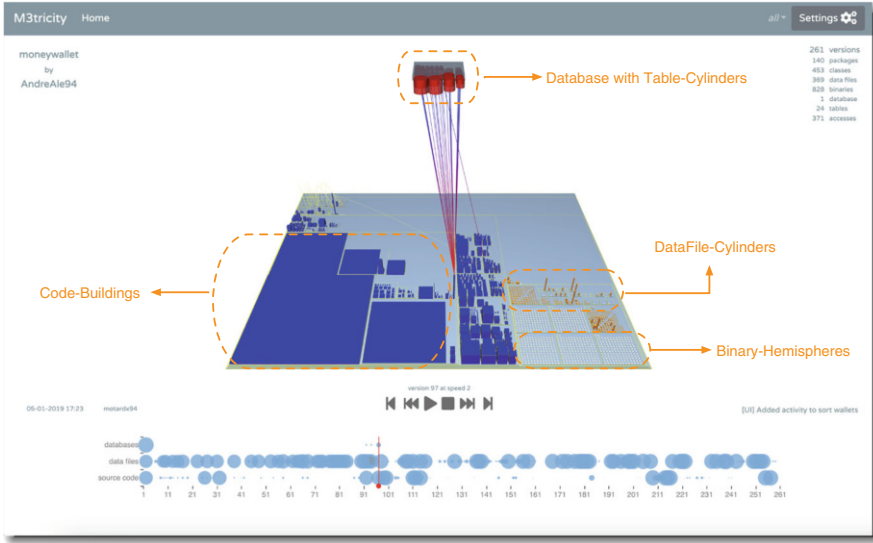 M3tricity Home all Settings
moneywallet
by
AndreAle94
261 versions
140 packages
453 classes
369 data files
828 binaries
1 database
24 tables
371 accesses
Database with Table-Cylinders
DataFile-Cylinders
Code-Buildings
Binary-Hemispheres
version 97 at speed 2
05-01-2019 17:23 motardx94 [UI] Added activity to sort wallets
databases
data files
source code
1 11 21 31 41 51 61 71 81 91 101 111 121 131 141 151 161 171 181 191 201 211 221 231 241 251 261